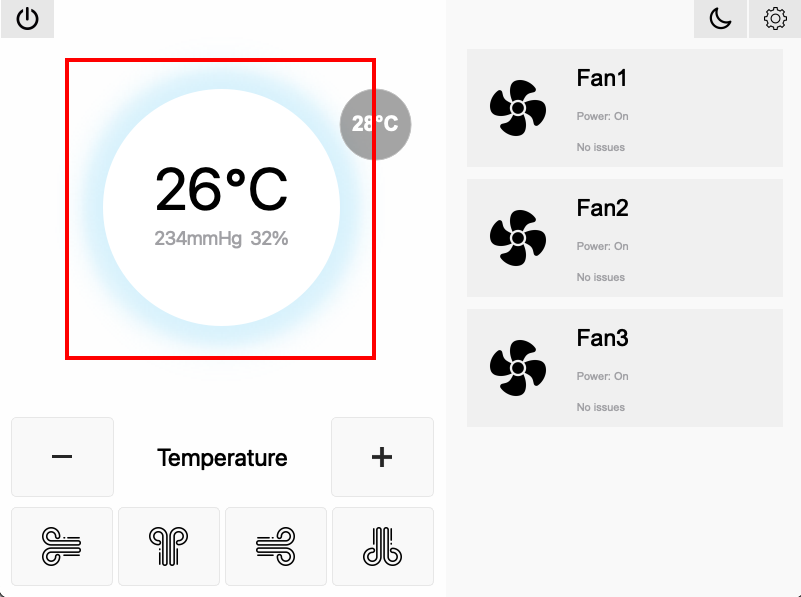 28°C
26°C
234mmHg 32%
Temperature
Fan1
Power: On
No issues
Fan2
Power: On
No issues
Fan3
Power: On
No issues